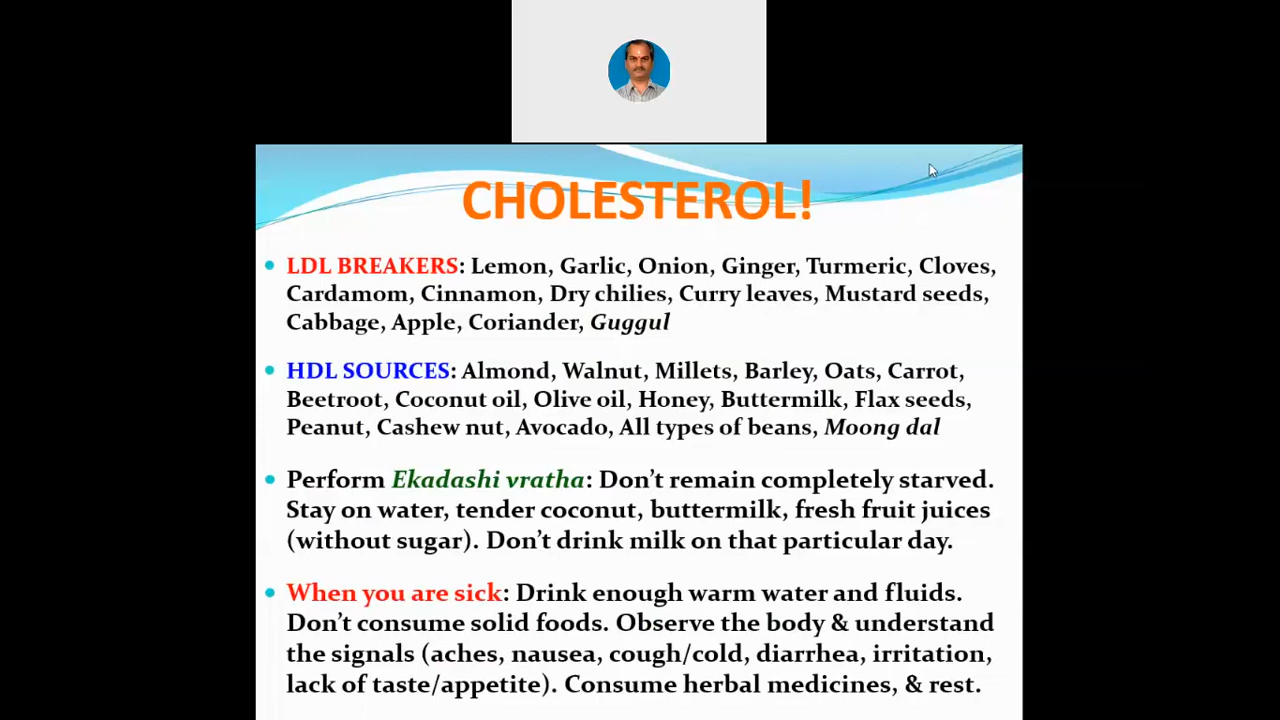 CHOLESTEROL!
LDL BREAKERS: Lemon, Garlic, Onion, Ginger, Turmeric, Cloves,
Cardamom, Cinnamon, Dry chilies, Curry leaves, Mustard seeds,
Cabbage, Apple, Coriander, Guggul
HDL SOURCES: Almond, Walnut, Millets, Barley, Oats, Carrot,
Beetroot, Coconut oil, Olive oil, Honey, Buttermilk, Flax seeds,
Peanut, Cashew nut, Avocado, All types of beans, Moong dal
Perform Ekadashi vratha: Don’t remain completely starved.
Stay on water, tender coconut, buttermilk, fresh fruit juices
(without sugar). Don’t drink milk on that particular day.
When you are sick: Drink enough warm water and fluids.
Don’t consume solid foods. Observe the body & understand
the signals (aches, nausea, cough/cold, diarrhea, irritation,
lack of taste/appetite). Consume herbal medicines, & rest.